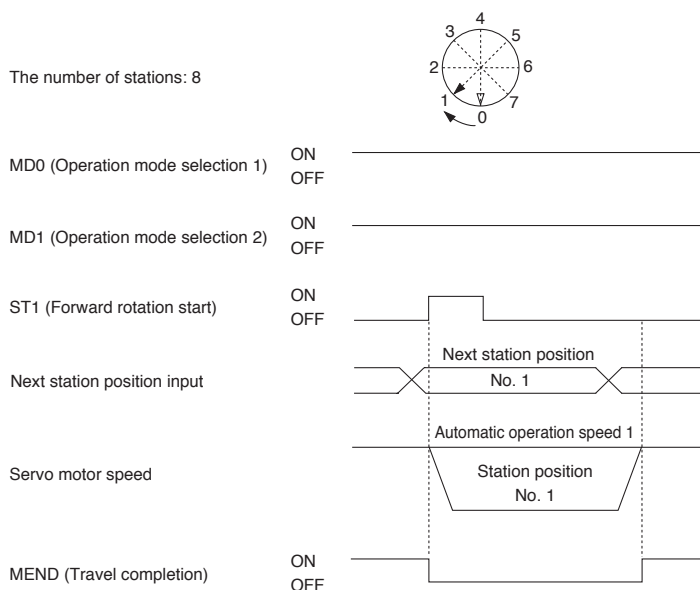 4
3 5
The number of stations: 8
2 6
1 7
0
MD0 (Operation mode selection 1) ON
OFF
MD1 (Operation mode selection 2) ON
OFF
ST1 (Forward rotation start) ON
OFF
Next station position
Next station position input No. 1
Automatic operation speed 1
Servo motor speed Station position
No. 1
MEND (Travel completion) ON
OFF